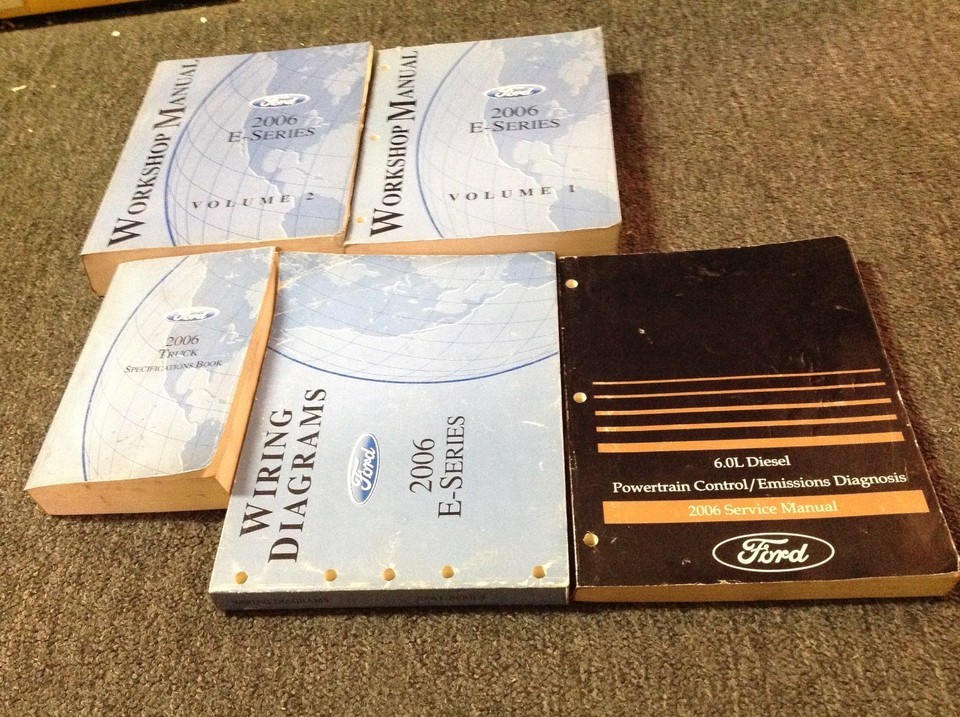 WORKSHOP MANUAL
Ford
2006
E-SERIES
VOLUME 2
WORKSHOP MANUAL
Ford
2006
E-SERIES
VOLUME 1
Ford
2006
TRUCK
SPECIFICATIONS BOOK
WIRING
DIAGRAMS
Ford
2006
E-SERIES
6.0L Diesel
Powertrain Control/Emissions Diagnosis
2006 Service Manual
Ford